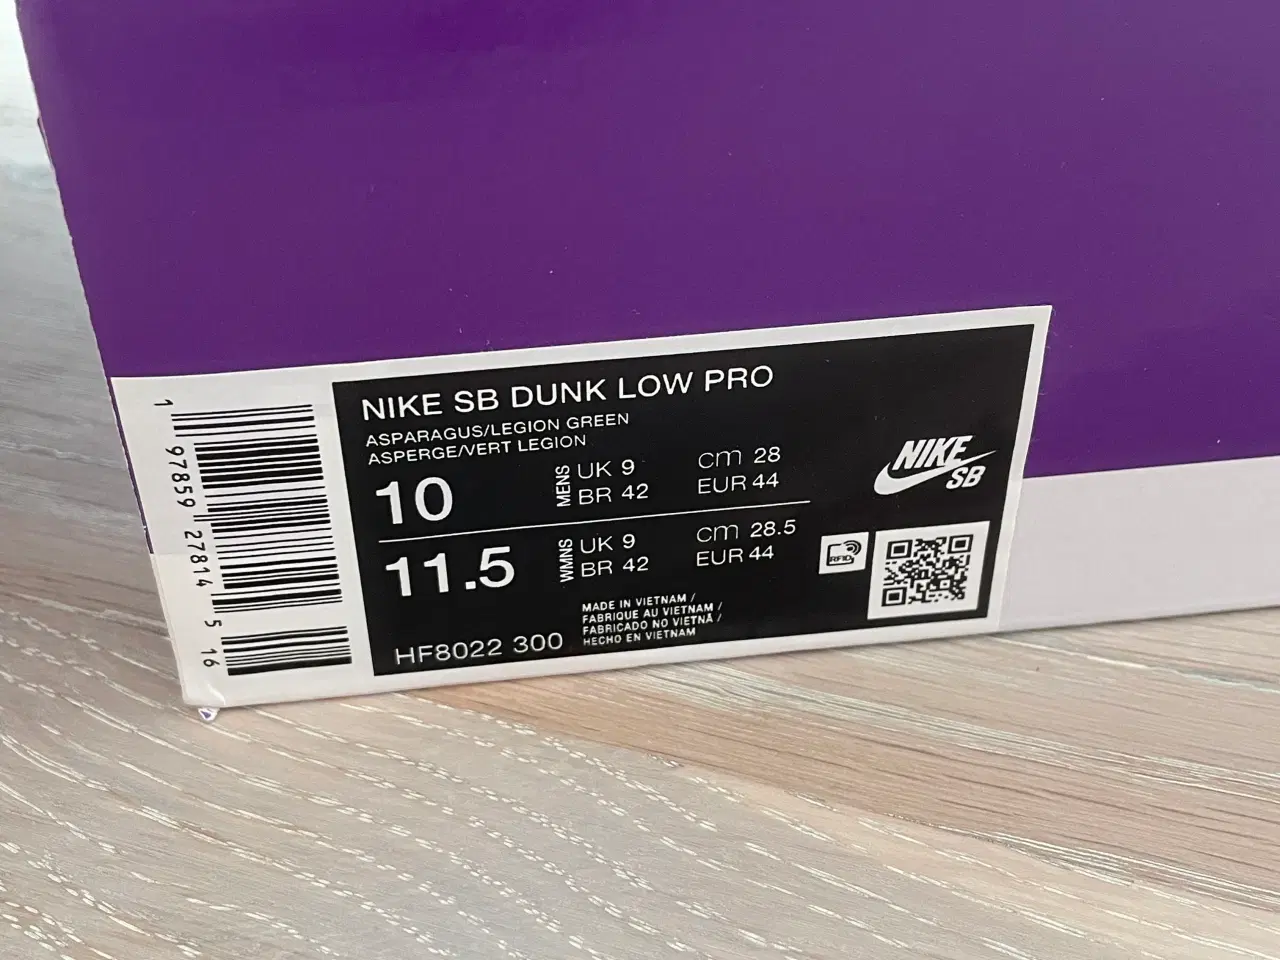 NIKE SB DUNK LOW PRO
ASPARAGUS/LEGION GREEN
ASPERGE/VERT LEGION
10 MENS UK 9 cm 28
BR 42 EUR 44
11.5 WMNS UK 9 cm 28.5
BR 42 EUR 44
MADE IN VIETNAM /
FABRIQUE AU VIETNAM /
FABRICADO NO VIETNÃ /
HECHO EN VIETNAM
HF8022 300
NIKE
SB
RFID
1 97859 27814 5 16